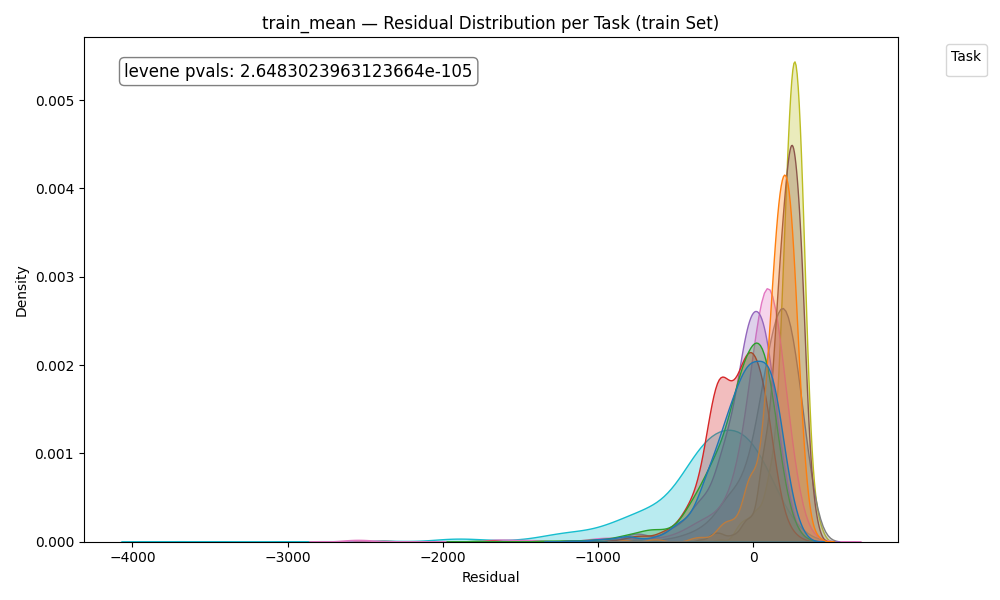 train_mean — Residual Distribution per Task (train Set)
levene pvals: 2.6483023963123664e-105
Task
0.005
0.004
0.003
0.002
0.001
0.000
Density
−4000 −3000 −2000 −1000 0
Residual